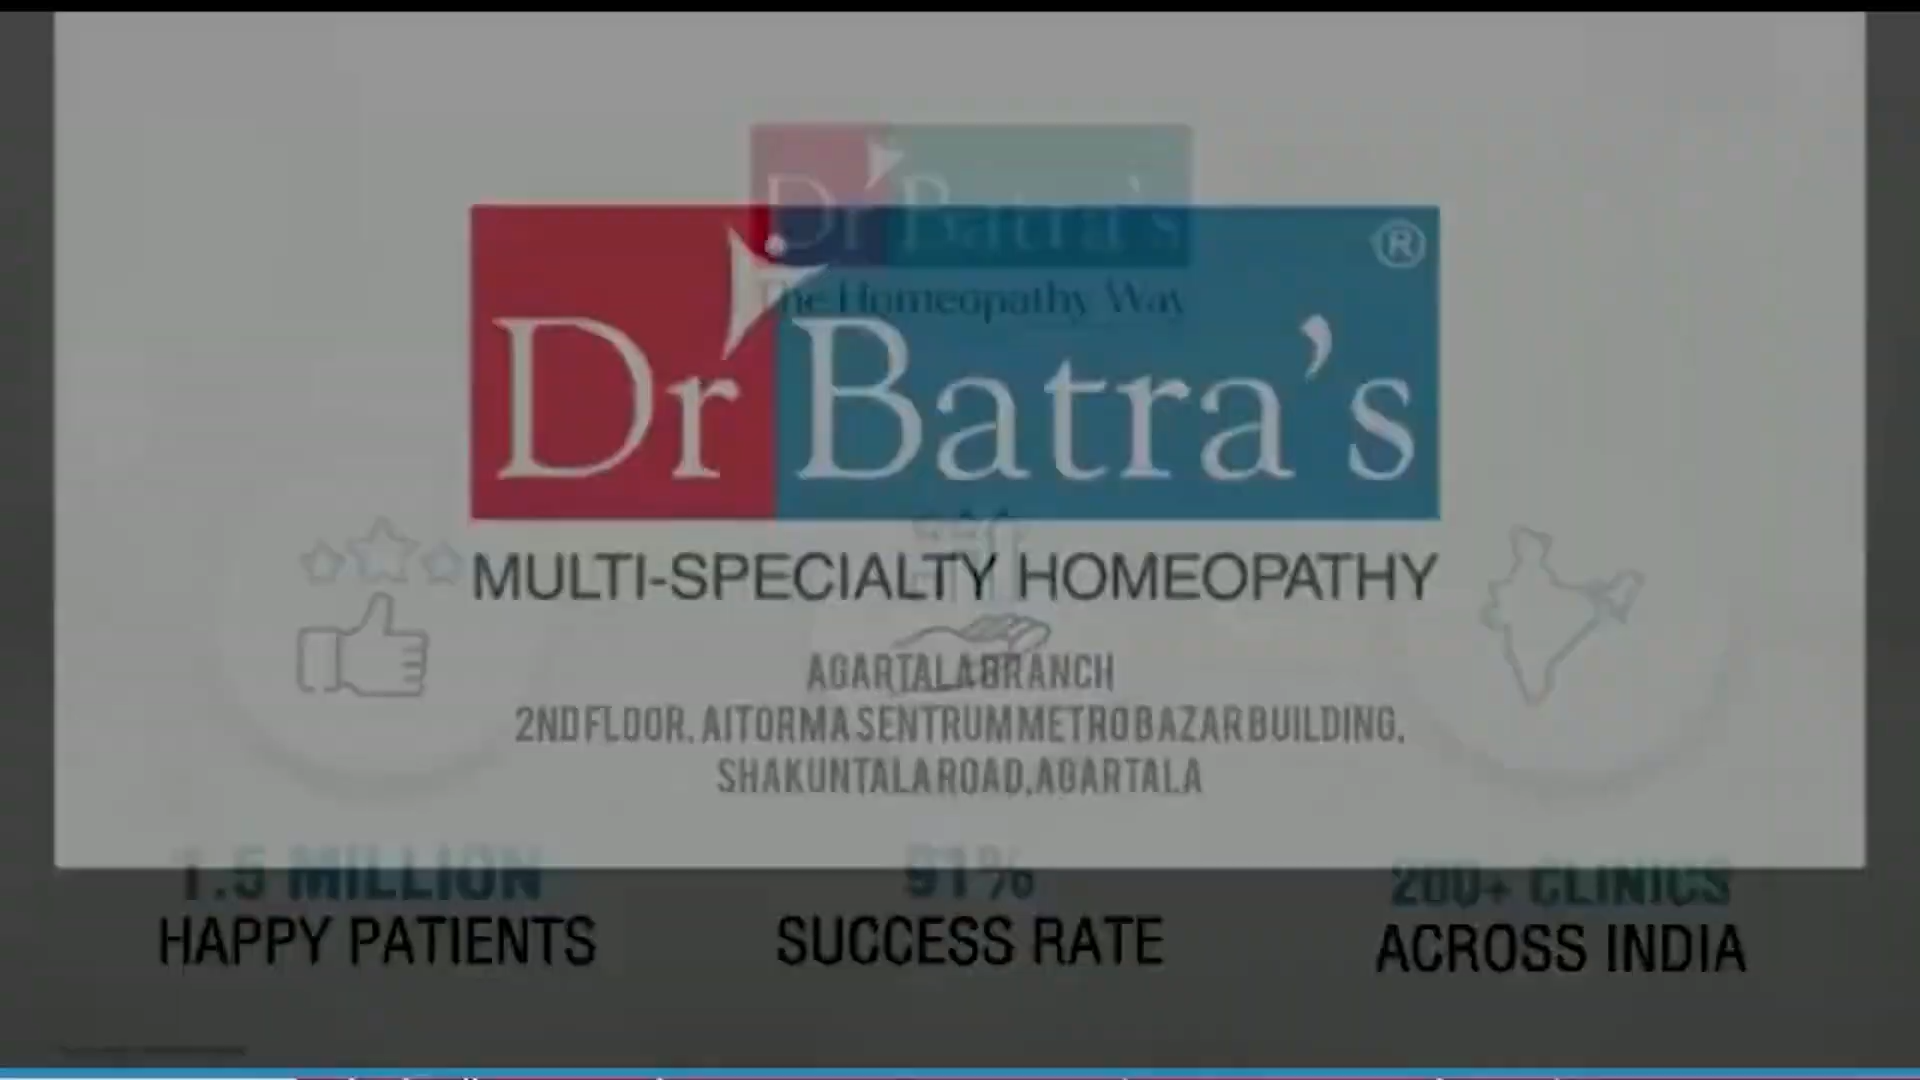 Dr Batra's
The Homeopathy Way
Dr Batra's ®
MULTI-SPECIALTY HOMEOPATHY
AGARTALA BRANCH
2ND FLOOR, AITORMA SENTRUM METRO BAZAR BUILDING,
SHAKUNTALA ROAD, AGARTALA
1.5 MILLION
HAPPY PATIENTS
91%
SUCCESS RATE
200+ CLINICS
ACROSS INDIA